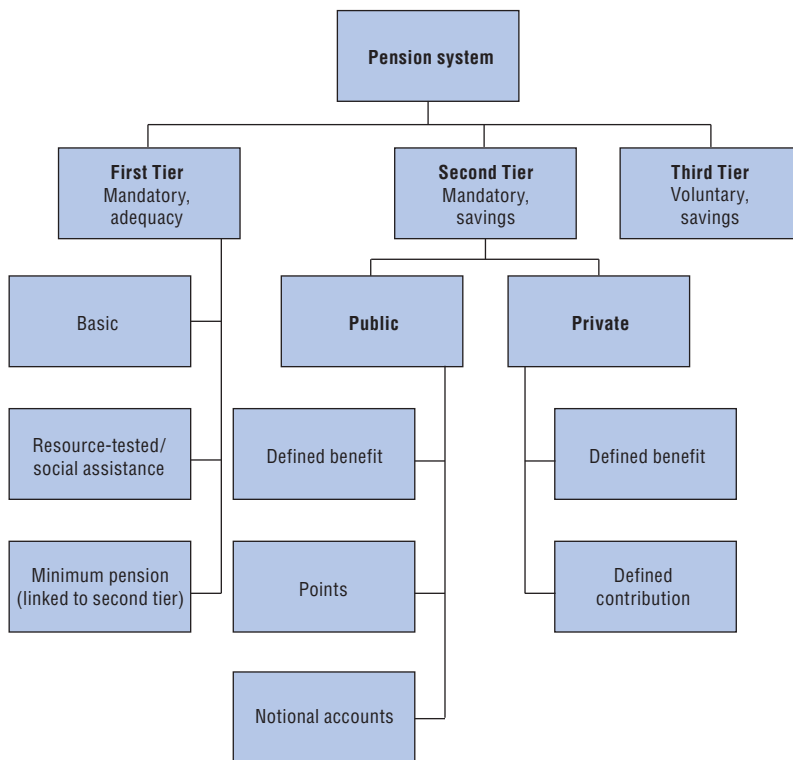 Pension system
First Tier
Mandatory,
adequacy
Second Tier
Mandatory,
savings
Third Tier
Voluntary,
savings
Basic
Public
Private
Resource-tested/
social assistance
Defined benefit
Defined benefit
Minimum pension
(linked to second tier)
Points
Defined
contribution
Notional accounts